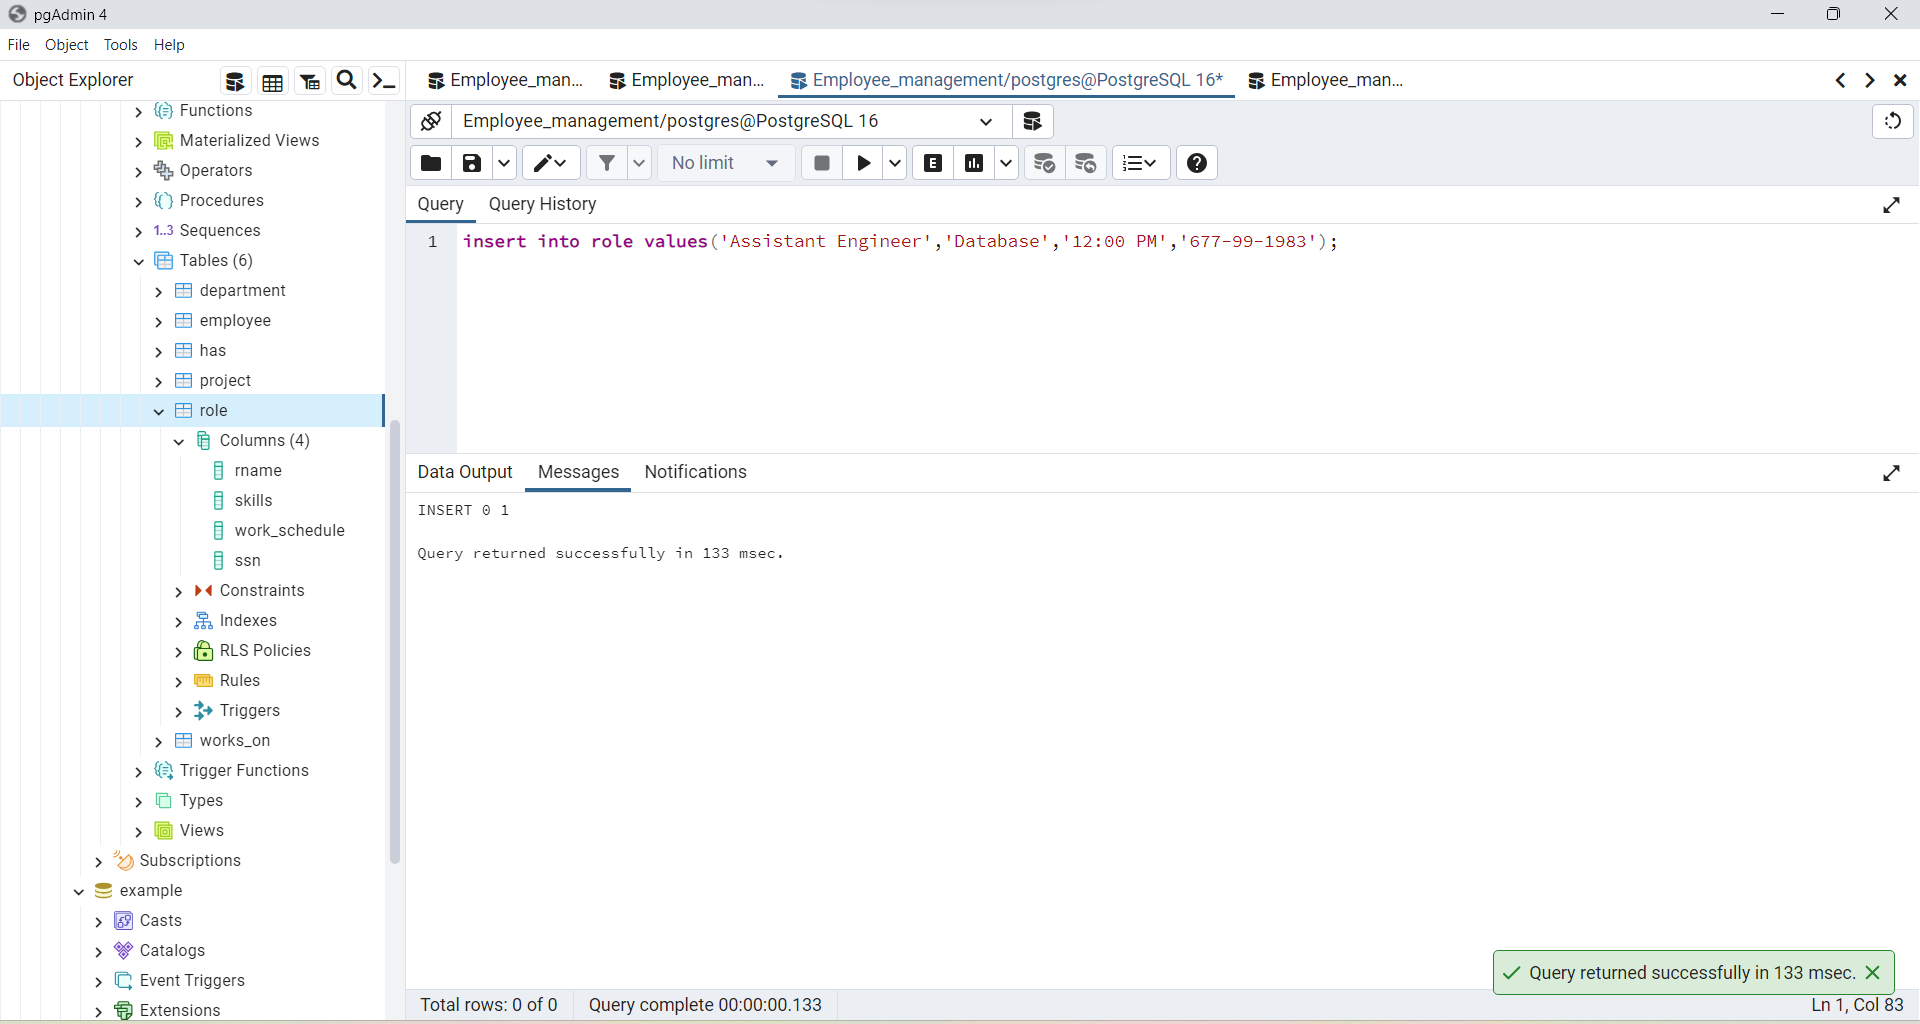 pgAdmin 4
File Object Tools Help
Object Explorer
Employee_man...
Employee_man...
Employee_management/postgres@PostgreSQL 16*
Employee_man...
Employee_management/postgres@PostgreSQL 16
No limit
E
Query
Query History
1 insert into role values('Assistant Engineer','Database','12:00 PM','677-99-1983');
Data Output
Messages
Notifications
INSERT 0 1
Query returned successfully in 133 msec.
Functions
Materialized Views
Operators
Procedures
1..3 Sequences
Tables (6)
department
employee
has
project
role
Columns (4)
rname
skills
work_schedule
ssn
Constraints
Indexes
RLS Policies
Rules
Triggers
works_on
Trigger Functions
Types
Views
Subscriptions
example
Casts
Catalogs
Event Triggers
Extensions
Query returned successfully in 133 msec.
Total rows: 0 of 0
Query complete 00:00:00.133
Ln 1, Col 83